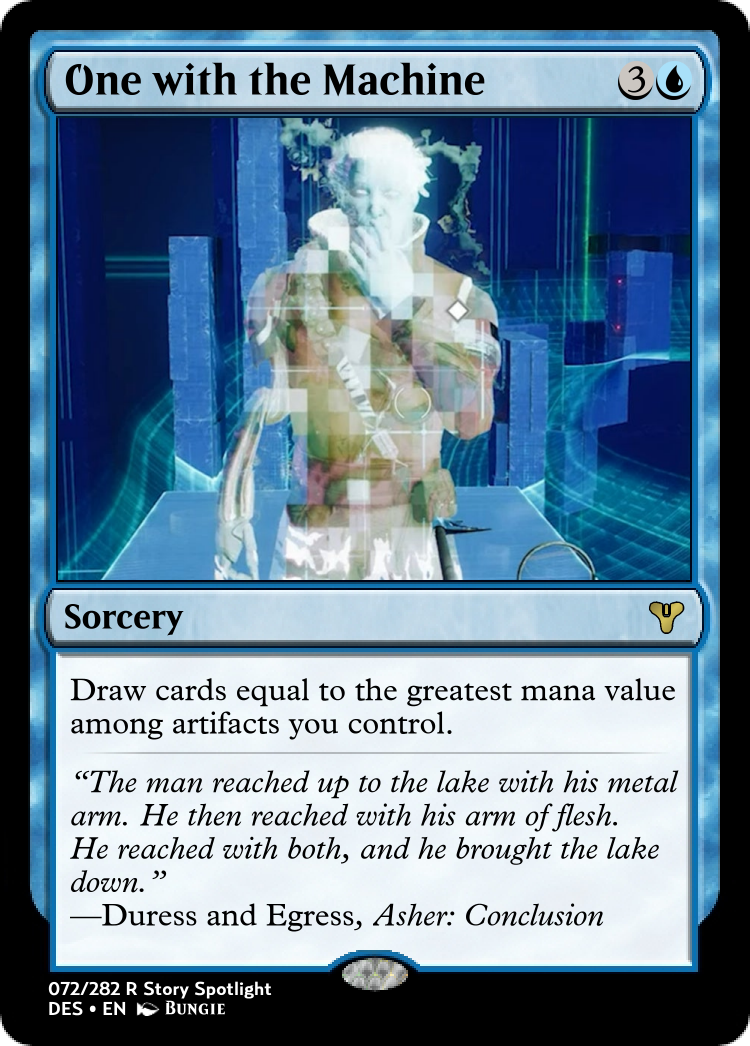 One with the Machine 3
Sorcery
Draw cards equal to the greatest mana value
among artifacts you control.
“The man reached up to the lake with his metal
arm. He then reached with his arm of flesh.
He reached with both, and he brought the lake
down.”
—Duress and Egress, Asher: Conclusion
072/282 R Story Spotlight
DES • EN Bungie